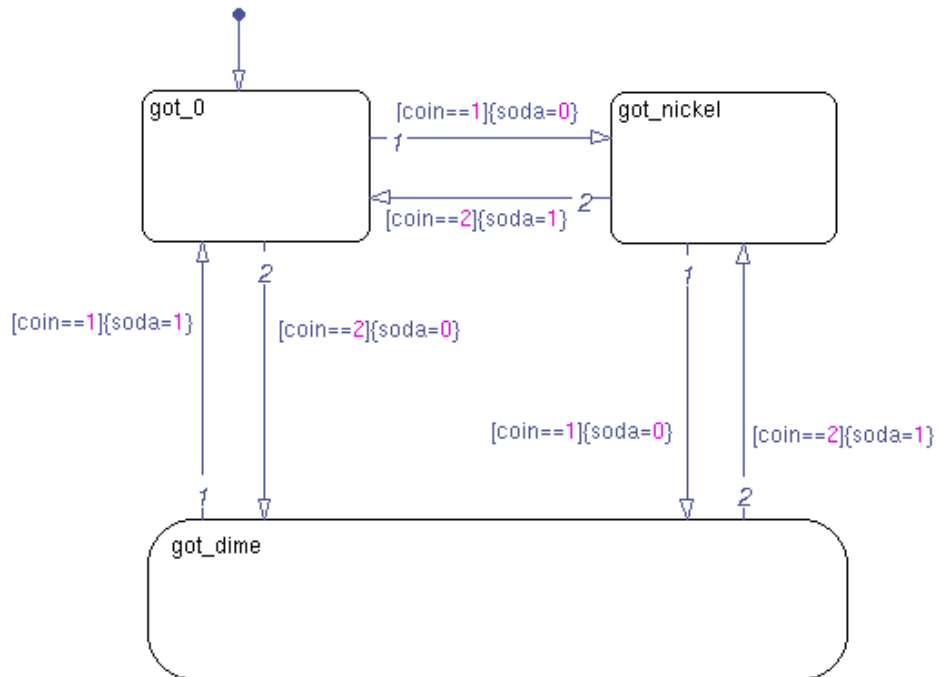 got_0
got_nickel
[coin==1]{soda=0}
1
2
[coin==2]{soda=1}
2
1
[coin==1]{soda=1}
[coin==2]{soda=0}
[coin==1]{soda=0}
[coin==2]{soda=1}
1
2
got_dime